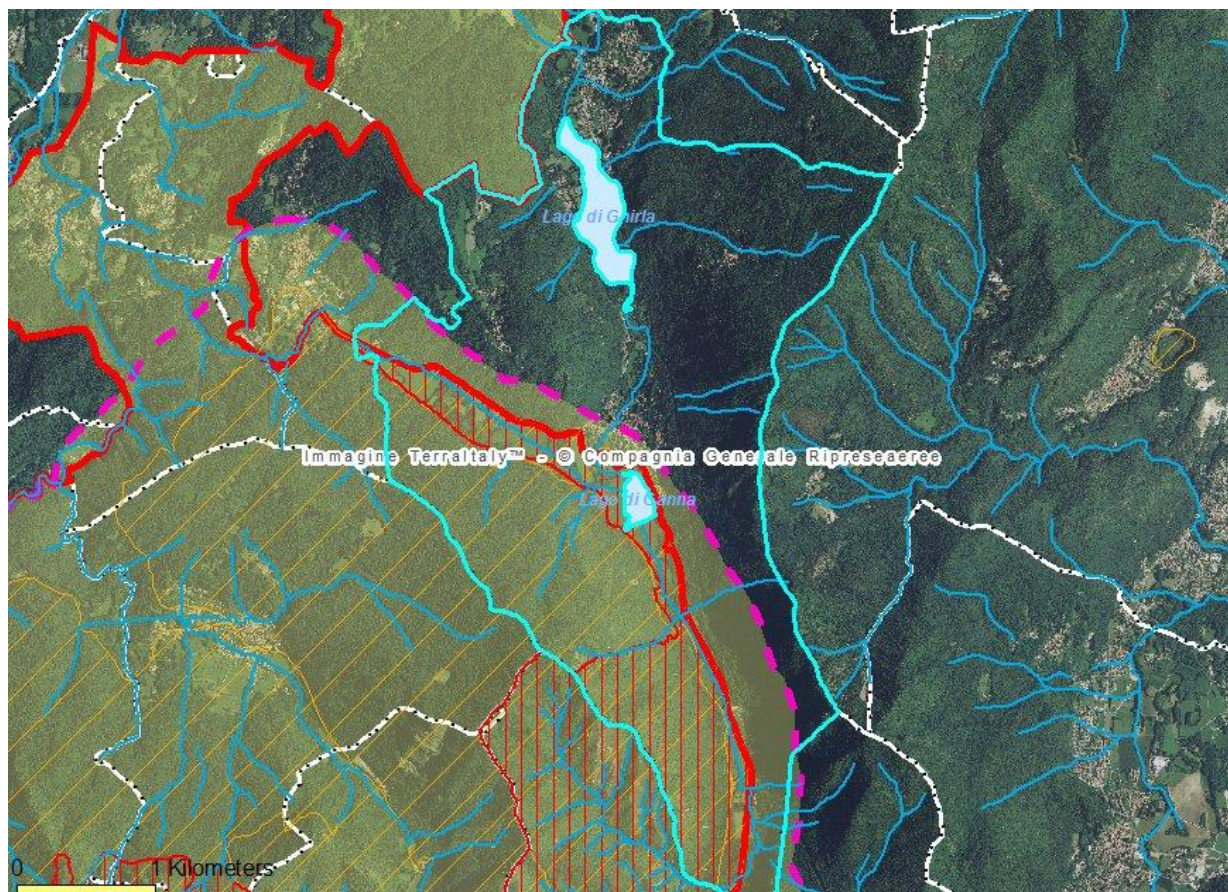 Lago di Ghirla
Immagine TerraItaly™ - © Compagnia Generale Ripreseaeree
Lago di Ganna
0 1 Kilometers